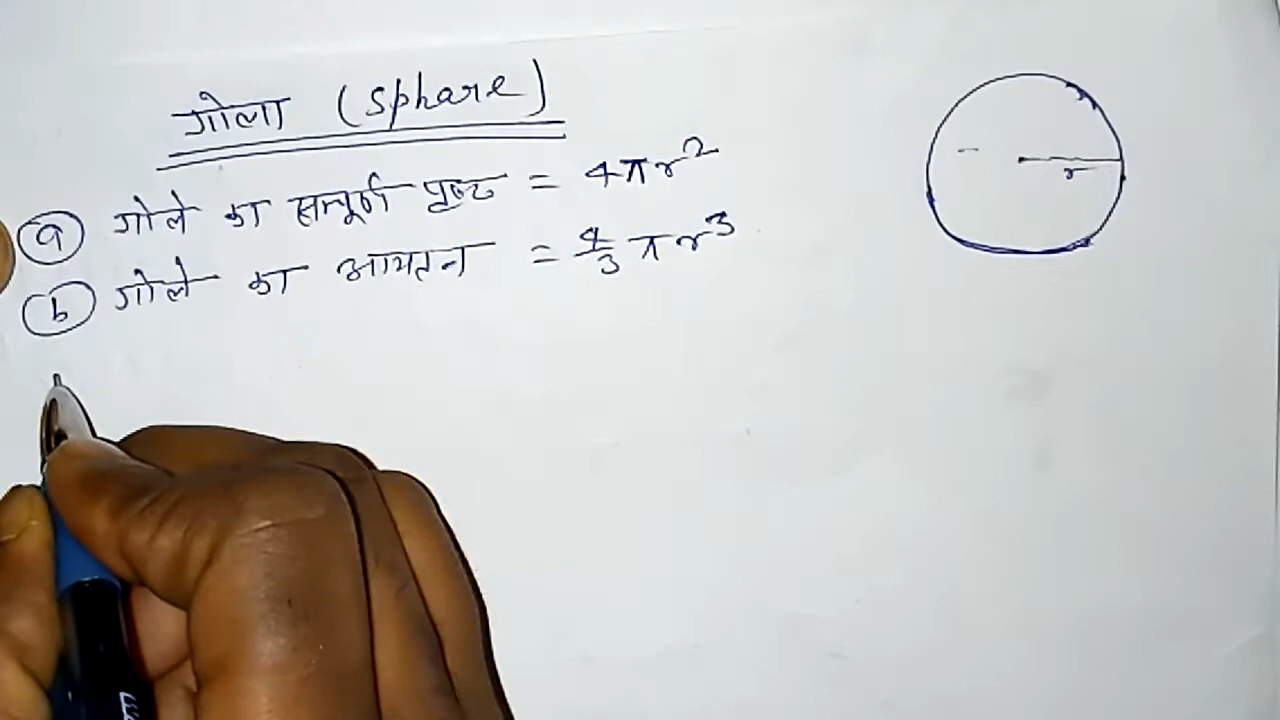 गोला (sphare)
(a) गोले का सम्पूर्ण पृष्ठ = 4πr²
(b) गोले का आयतन = 4/3 πr³
r